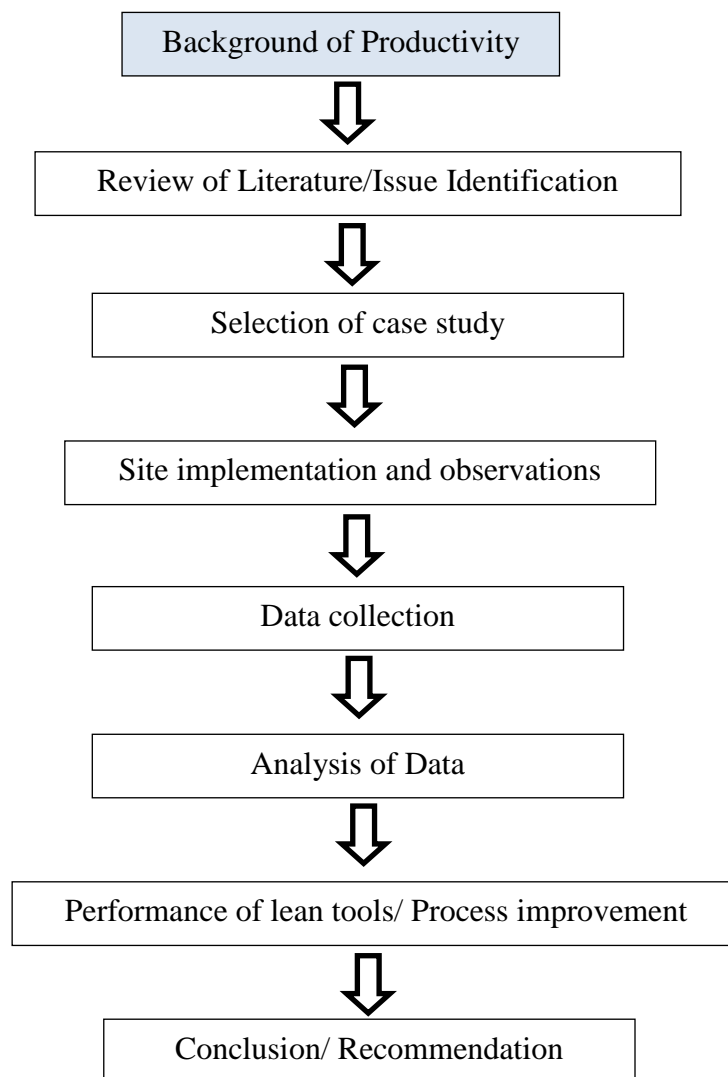 Background of Productivity
Review of Literature/Issue Identification
Selection of case study
Site implementation and observations
Data collection
Analysis of Data
Performance of lean tools/ Process improvement
Conclusion/ Recommendation